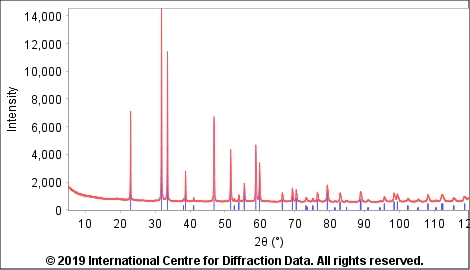 14,000
12,000
10,000
8,000
6,000
4,000
2,000
0
Intensity
10 20 30 40 50 60 70 80 90 100 110 12
2θ (°)
© 2019 International Centre for Diffraction Data. All rights reserved.